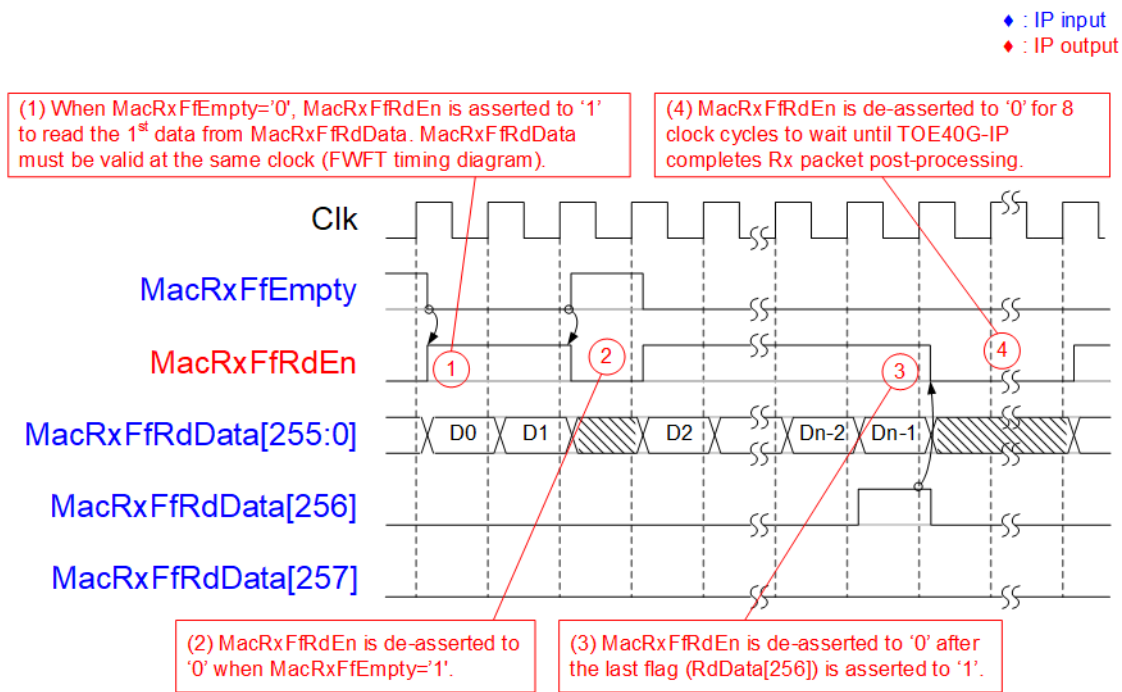 ♦ : IP input
♦ : IP output
(1) When MacRxFfEmpty='0', MacRxFfRdEn is asserted to ‘1’
to read the 1st data from MacRxFfRdData. MacRxFfRdData
must be valid at the same clock (FWFT timing diagram).
(4) MacRxFfRdEn is de-asserted to ‘0’ for 8
clock cycles to wait until TOE40G-IP
completes Rx packet post-processing.
Clk
MacRxFfEmpty
MacRxFfRdEn
1
2
3
4
MacRxFfRdData[255:0]
D0
D1
D2
Dn-2
Dn-1
MacRxFfRdData[256]
MacRxFfRdData[257]
(2) MacRxFfRdEn is de-asserted to
‘0’ when MacRxFfEmpty='1'.
(3) MacRxFfRdEn is de-asserted to ‘0’ after
the last flag (RdData[256]) is asserted to ‘1’.